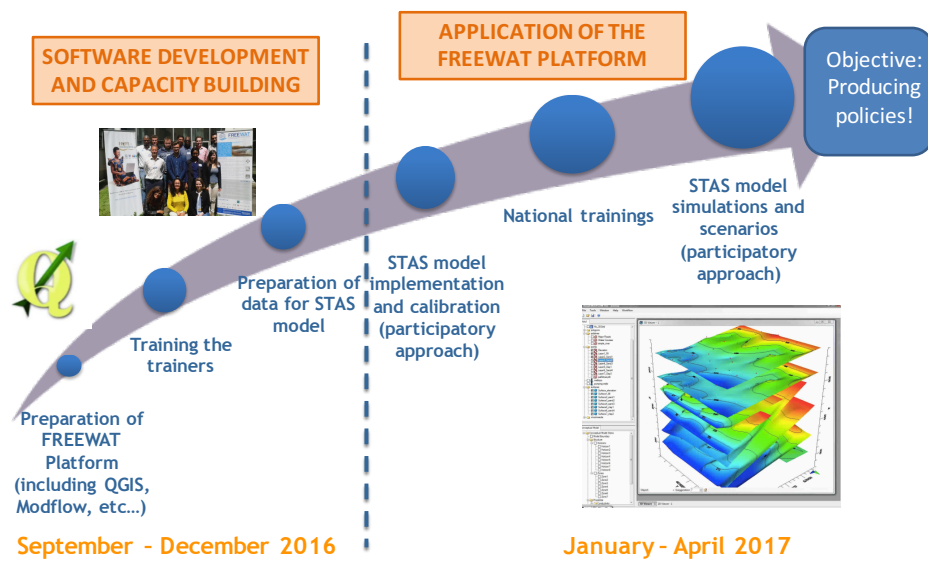 SOFTWARE DEVELOPMENT
AND CAPACITY BUILDING
APPLICATION OF THE
FREEWAT PLATFORM
Objective:
Producing
policies!
FREEWAT
Preparation of
FREEWAT
Platform
(including QGIS,
Modflow, etc…)
Training the
trainers
Preparation of
data for STAS
model
STAS model
implementation
and calibration
(participatory
approach)
National trainings
STAS model
simulations and
scenarios
(participatory
approach)
September – December 2016
January – April 2017